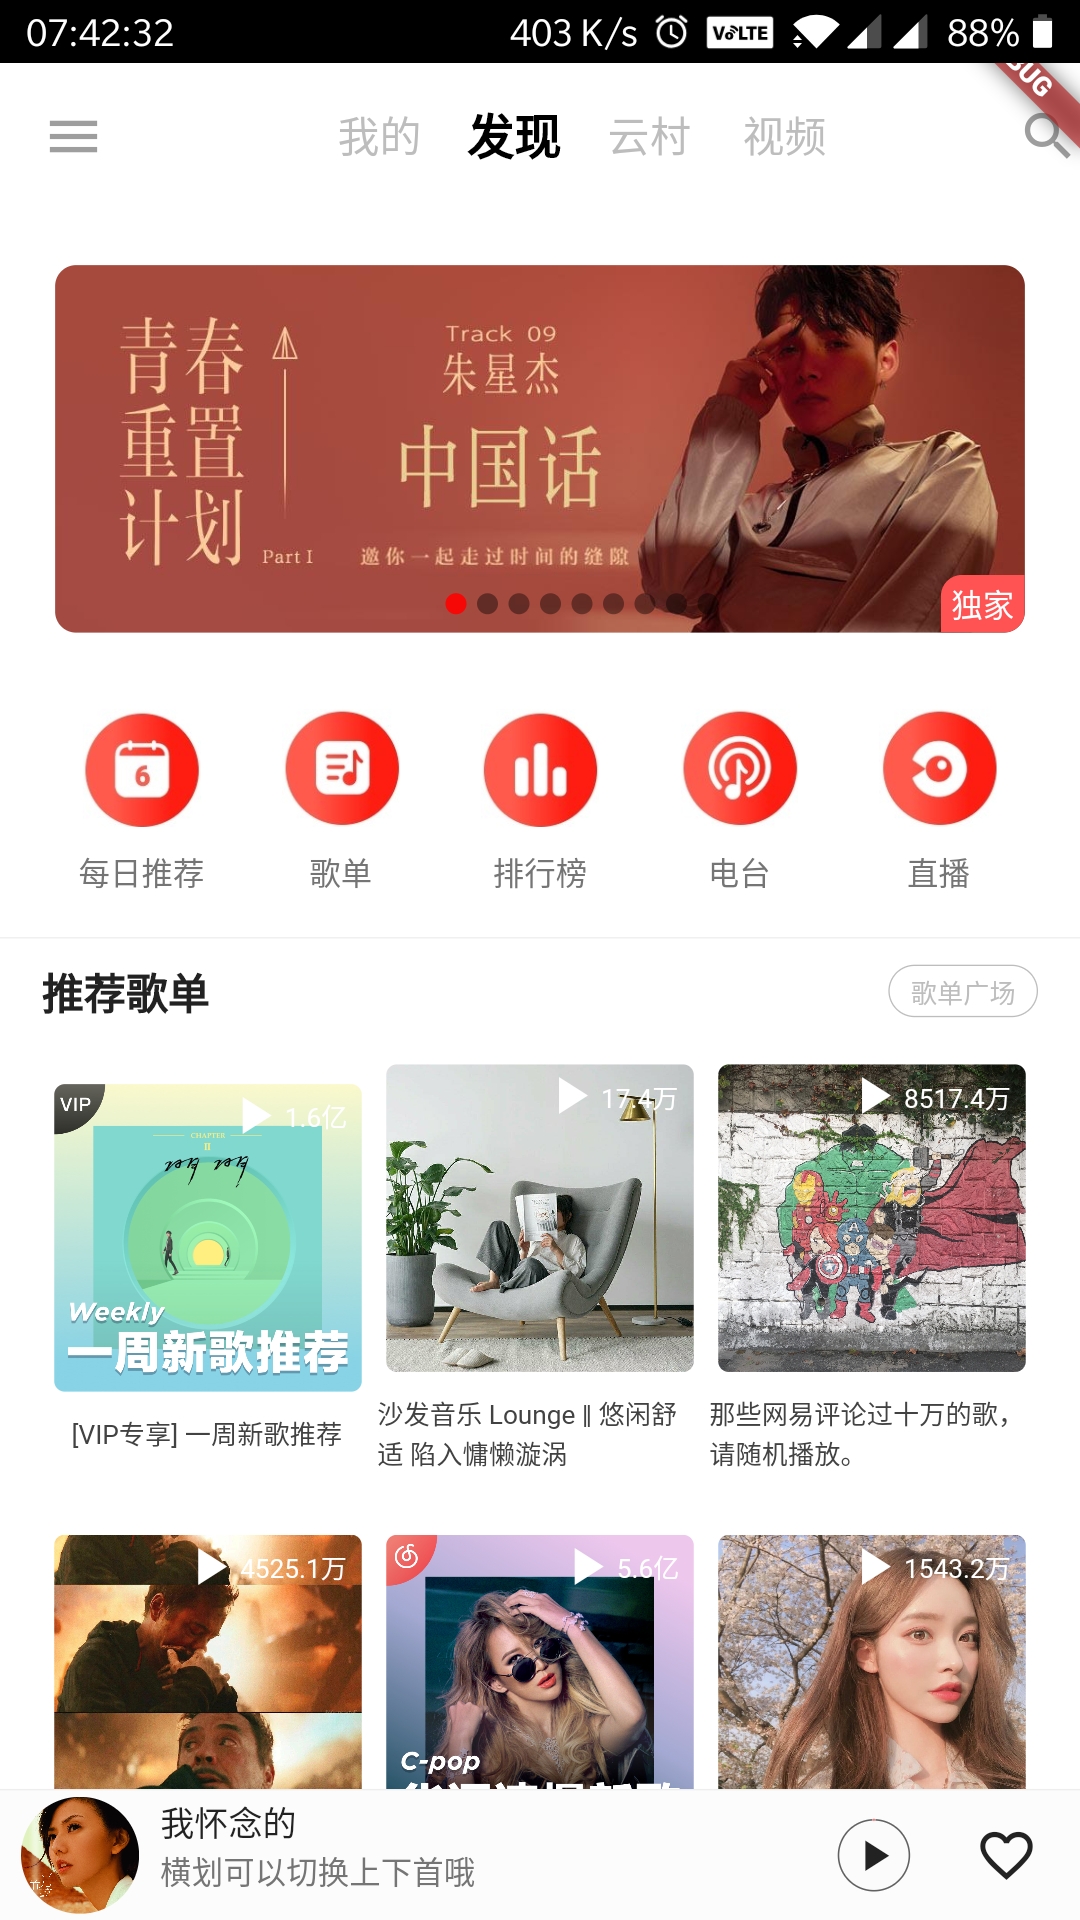 07:42:32
403 K/s
VoLTE
88%
我的
发现
云村
视频
青春
重置
计划
Part I
Track 09
朱星杰
中国话
邀你一起走过时间的缝隙
独家
6
每日推荐
歌单
排行榜
电台
直播
推荐歌单
歌单广场
VIP
1.6亿
CHAPTER
II
Weekly
一周新歌推荐
17.4万
8517.4万
[VIP专享] 一周新歌推荐
沙发音乐 Lounge ‖ 悠闲舒
适 陷入慵懒漩涡
那些网易评论过十万的歌,
请随机播放。
4525.1万
5.6亿
C-pop
1543.2万
我怀念的
横划可以切换上下首哦